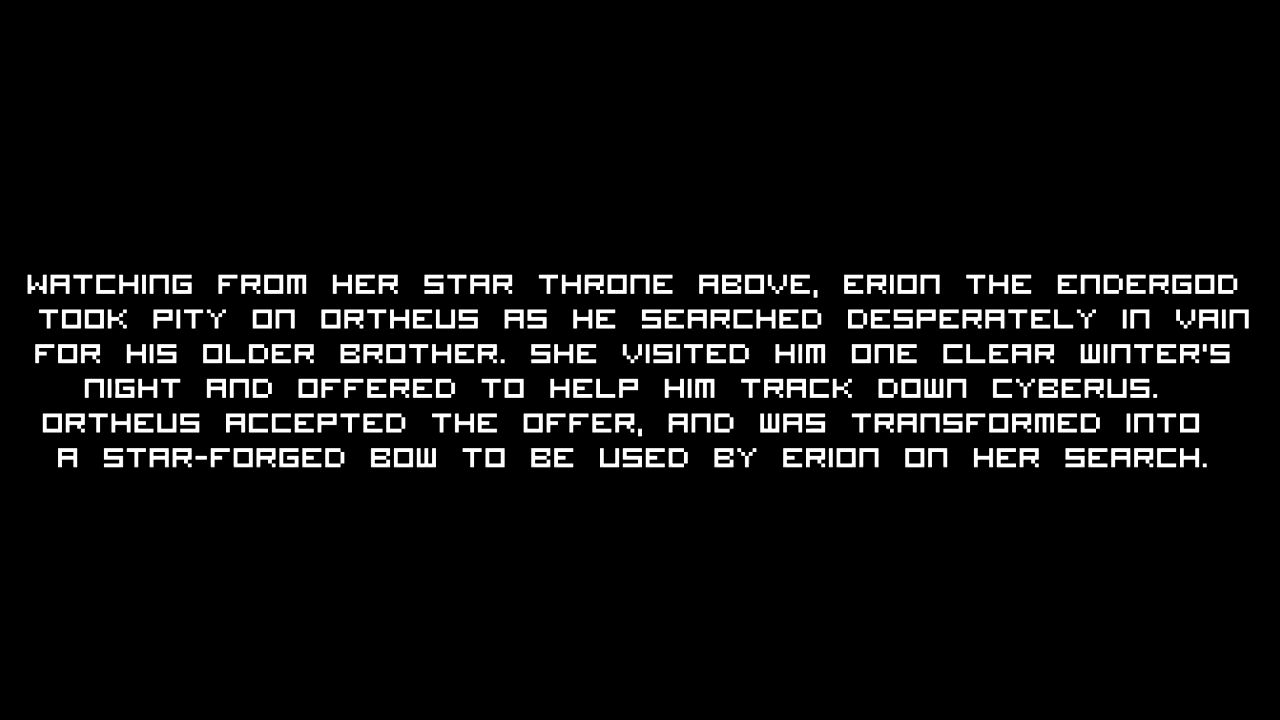 WATCHING FROM HER STAR THRONE ABOVE, ERION THE ENDERGOD
TOOK PITY ON ORTHEUS AS HE SEARCHED DESPERATELY IN VAIN
FOR HIS OLDER BROTHER. SHE VISITED HIM ONE CLEAR WINTER'S
NIGHT AND OFFERED TO HELP HIM TRACK DOWN CYBERUS.
ORTHEUS ACCEPTED THE OFFER, AND WAS TRANSFORMED INTO
A STAR-FORGED BOW TO BE USED BY ERION ON HER SEARCH.